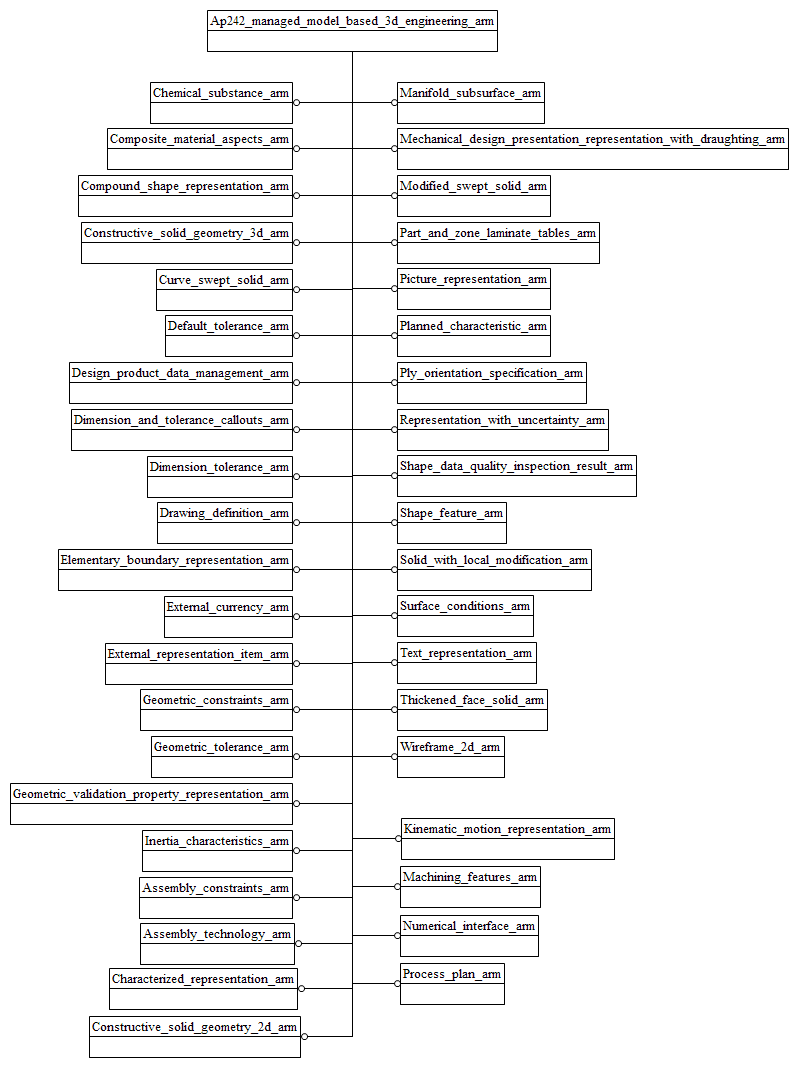 Ap242_managed_model_based_3d_engineering_arm
Chemical_substance_arm
Manifold_subsurface_arm
Composite_material_aspects_arm
Mechanical_design_presentation_representation_with_draughting_arm
Compound_shape_representation_arm
Modified_swept_solid_arm
Constructive_solid_geometry_3d_arm
Part_and_zone_laminate_tables_arm
Curve_swept_solid_arm
Picture_representation_arm
Default_tolerance_arm
Planned_characteristic_arm
Design_product_data_management_arm
Ply_orientation_specification_arm
Dimension_and_tolerance_callouts_arm
Representation_with_uncertainty_arm
Dimension_tolerance_arm
Shape_data_quality_inspection_result_arm
Drawing_definition_arm
Shape_feature_arm
Elementary_boundary_representation_arm
Solid_with_local_modification_arm
External_currency_arm
Surface_conditions_arm
External_representation_item_arm
Text_representation_arm
Geometric_constraints_arm
Thickened_face_solid_arm
Geometric_tolerance_arm
Wireframe_2d_arm
Geometric_validation_property_representation_arm
Kinematic_motion_representation_arm
Inertia_characteristics_arm
Machining_features_arm
Assembly_constraints_arm
Numerical_interface_arm
Assembly_technology_arm
Process_plan_arm
Characterized_representation_arm
Constructive_solid_geometry_2d_arm